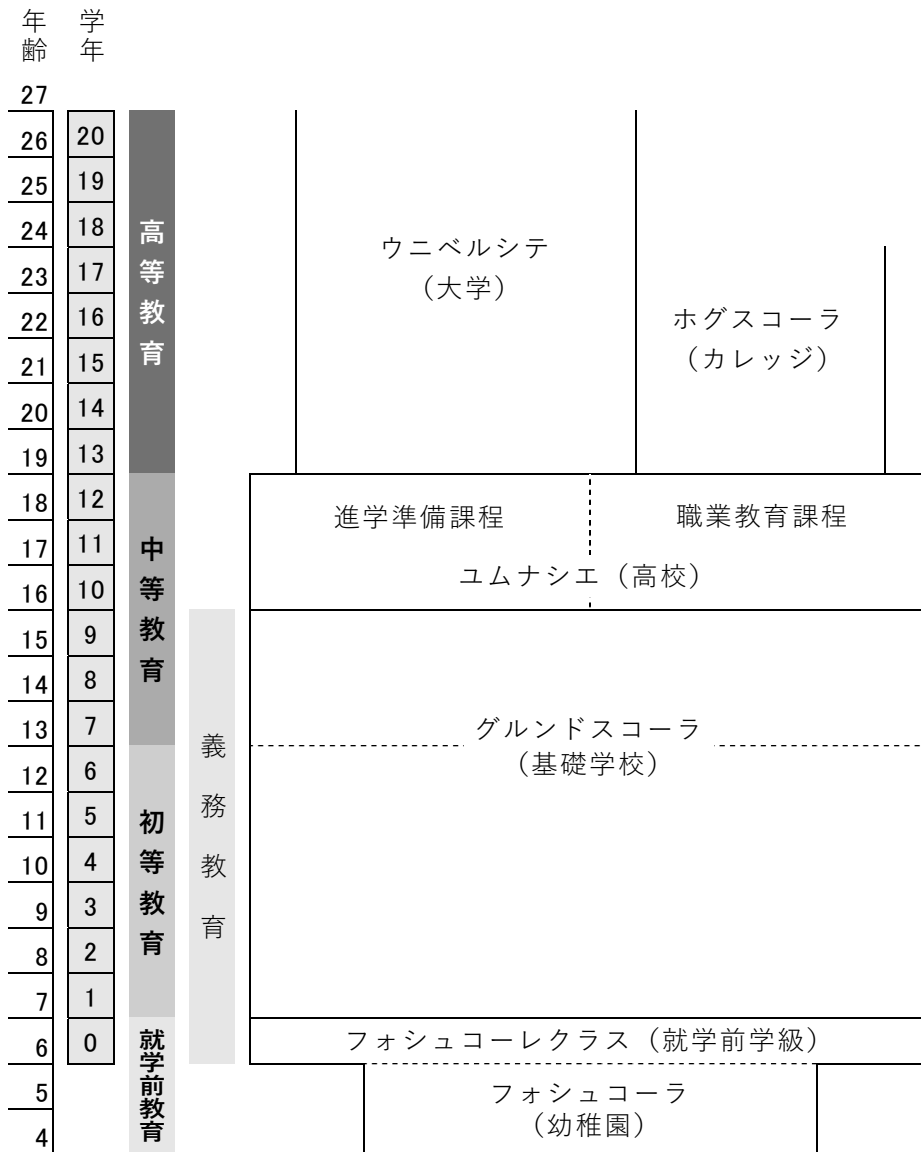 年齢
学年
27
26 20
25 19
24 18
23 17
22 16
21 15
20 14
19 13
18 12
17 11
16 10
15 9
14 8
13 7
12 6
11 5
10 4
9 3
8 2
7 1
6 0
5
4
高等教育
中等教育
初等教育
就学前教育
義務教育
ウニベルシテ
（大学）
ホグスコーラ
（カレッジ）
進学準備課程
職業教育課程
ユムナシエ（高校）
グルンドスコーラ
（基礎学校）
フォシュコーレクラス（就学前学級）
フォシュコーラ
（幼稚園）